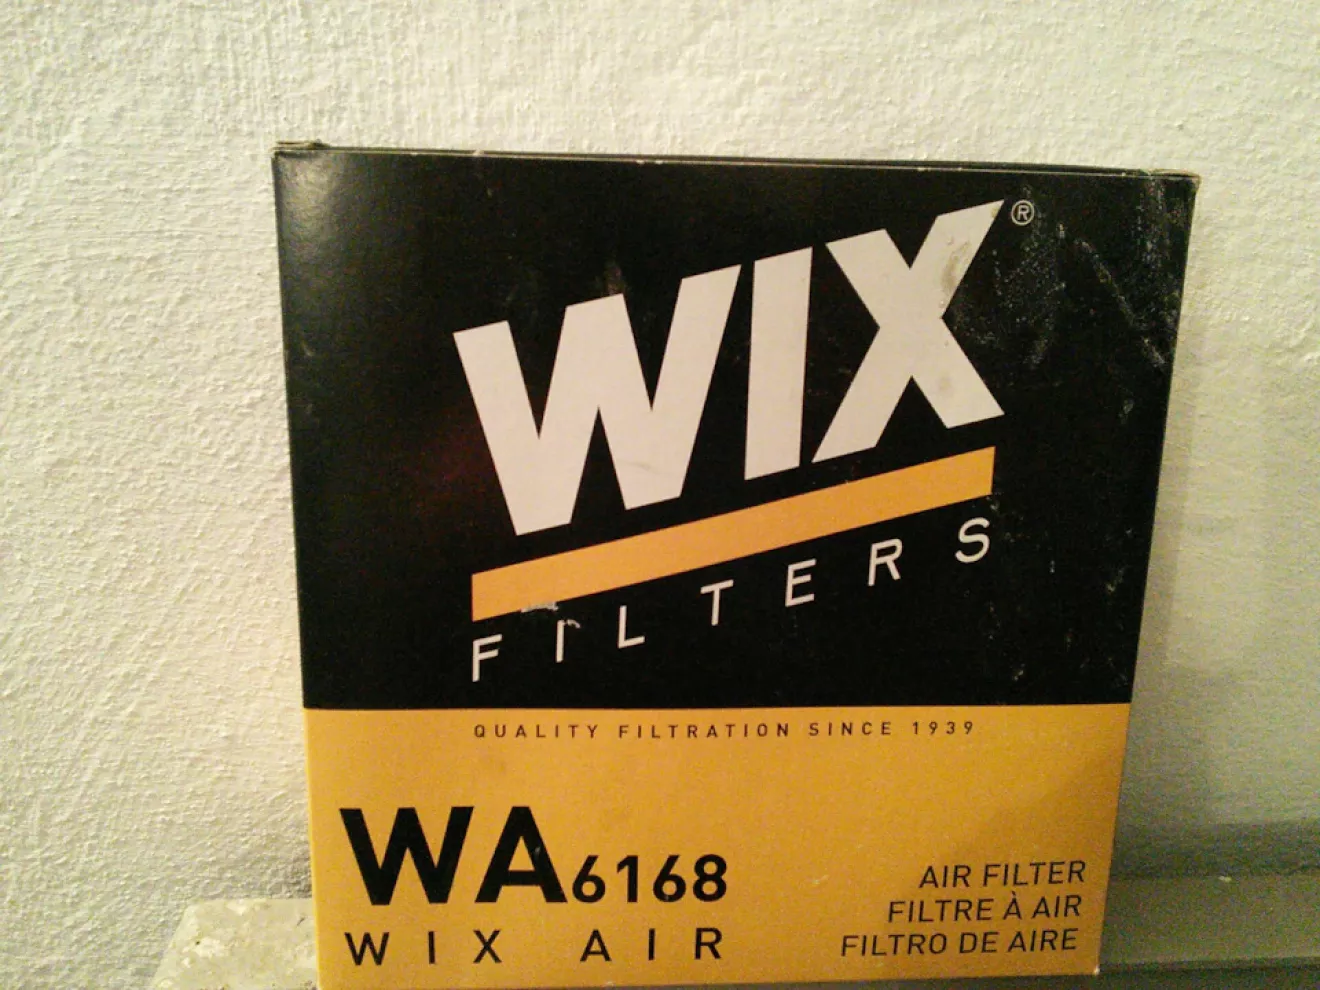 WIX®
FILTERS
QUALITY FILTRATION SINCE 1939
WA6168
WIX AIR
AIR FILTER
FILTRE À AIR
FILTRO DE AIRE